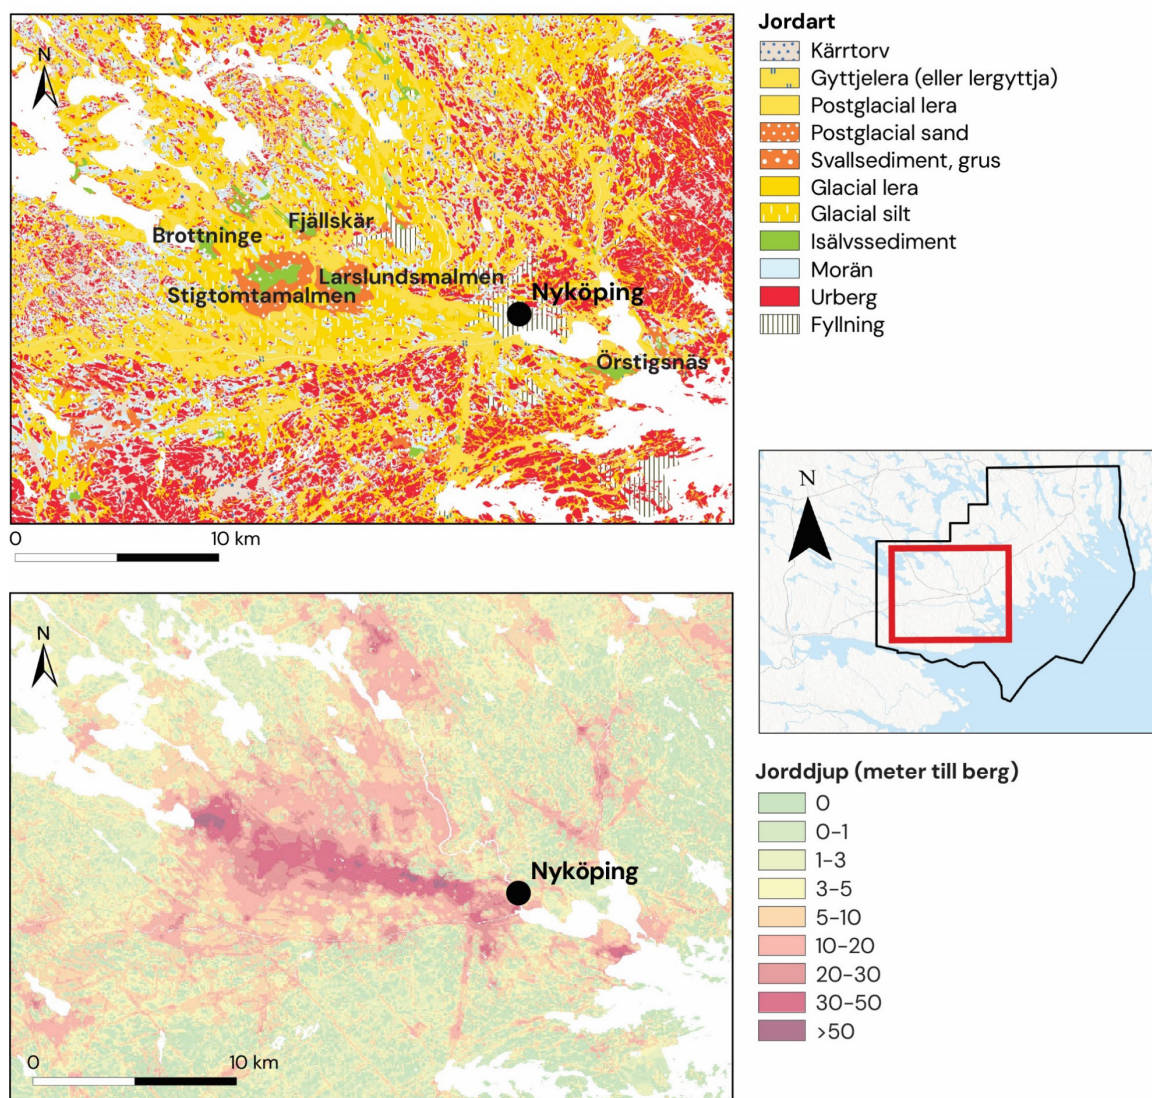 N
Brottninge
Fjällskär
Larslundsmalmen
Stigtomtamalmen
Nyköping
Örstigsnäs
0
10 km
Jordart
Kärrtorv
Gyttjelera (eller lergyttja)
Postglacial lera
Postglacial sand
Svallsediment, grus
Glacial lera
Glacial silt
Isälvssediment
Morän
Urberg
Fyllning
N
N
Nyköping
0
10 km
Jorddjup (meter till berg)
0
0–1
1–3
3–5
5–10
10–20
20–30
30–50
>50